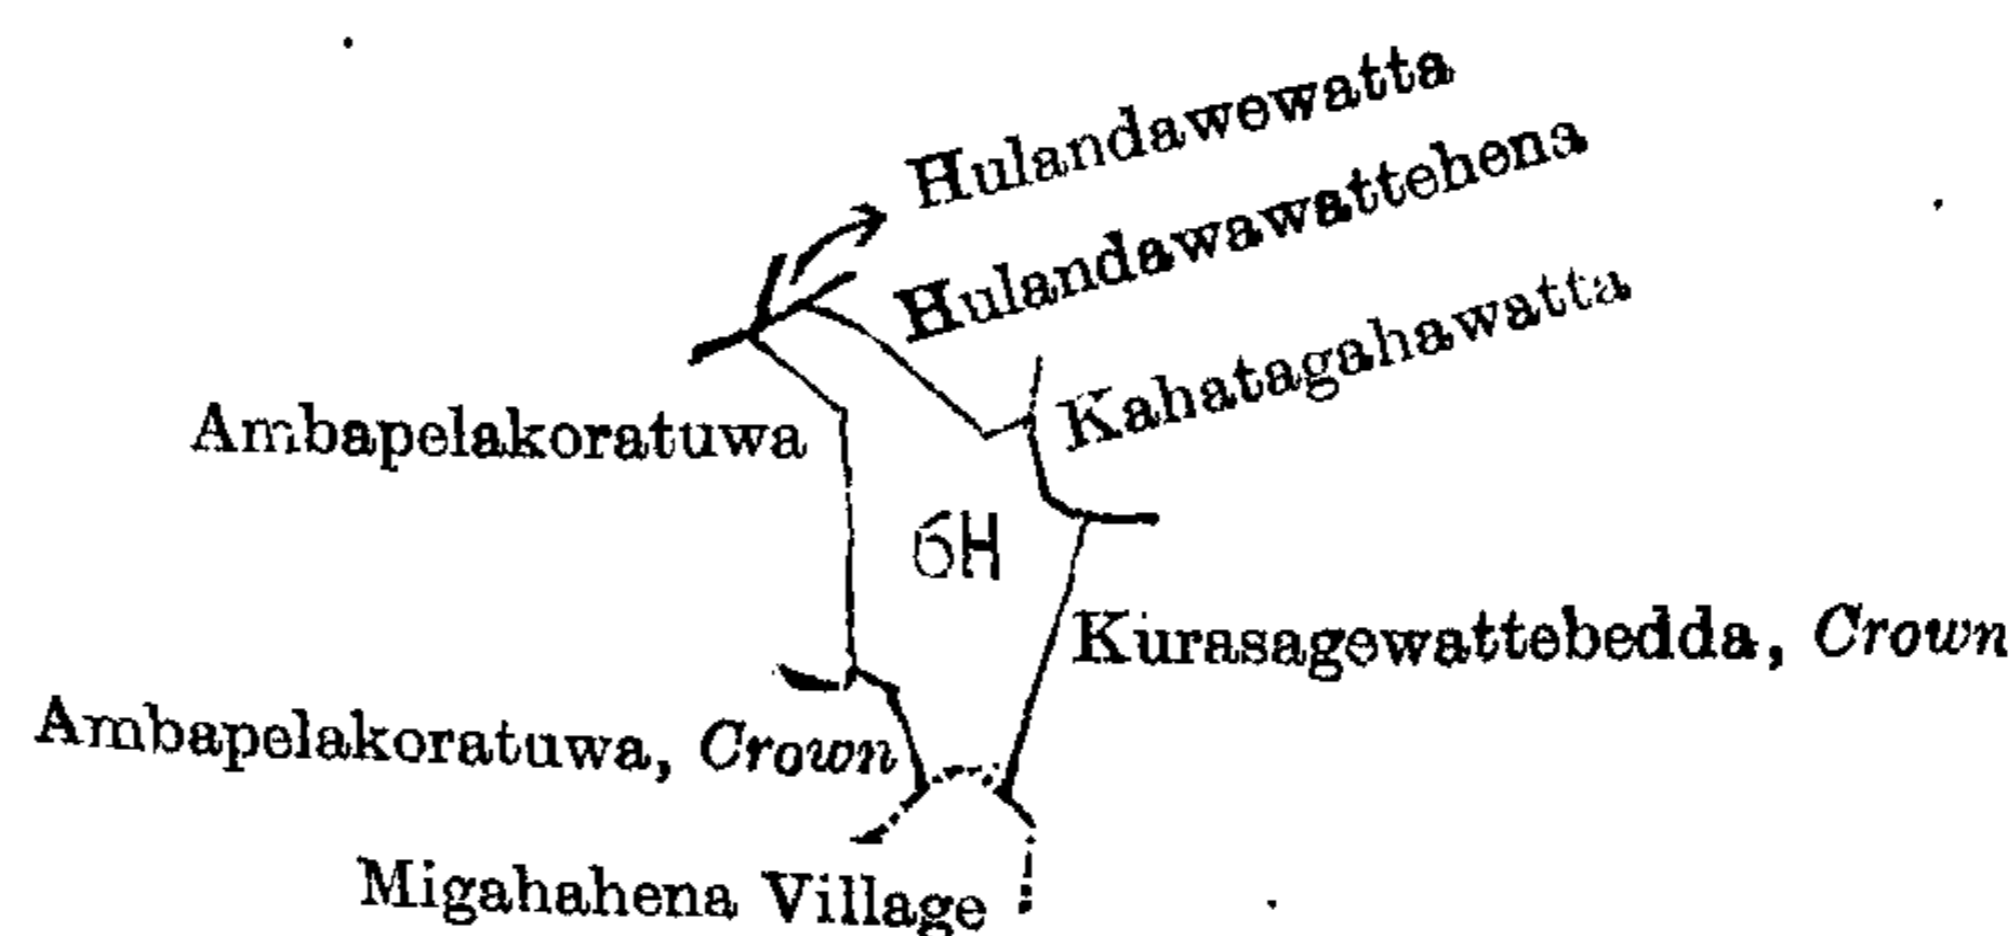 Hulandawewatta
Hulandawawattehena
Kahatagahawatta
Ambapelakoratuwa
6H
Kurasagewattebedda, Crown
Ambapelakoratuwa, Crown
Migahahena Village